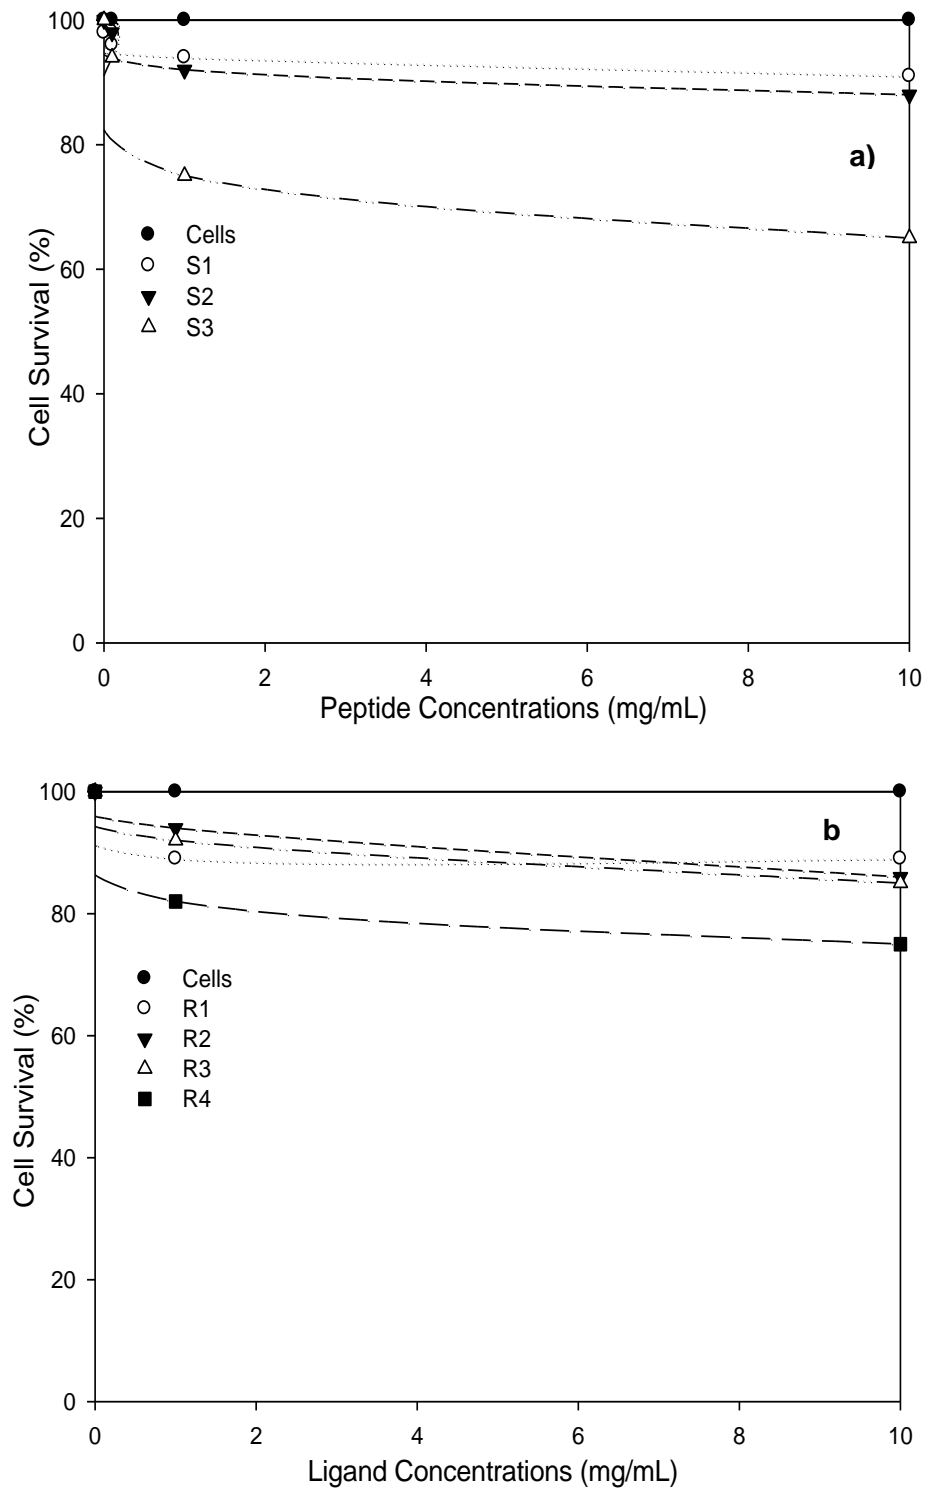 100
80
60
40
20
0
Cell Survival (%)
a)
Cells
S1
S2
S3
0 2 4 6 8 10
Peptide Concentrations (mg/mL)
100
80
60
40
20
0
Cell Survival (%)
b
Cells
R1
R2
R3
R4
0 2 4 6 8 10
Ligand Concentrations (mg/mL)